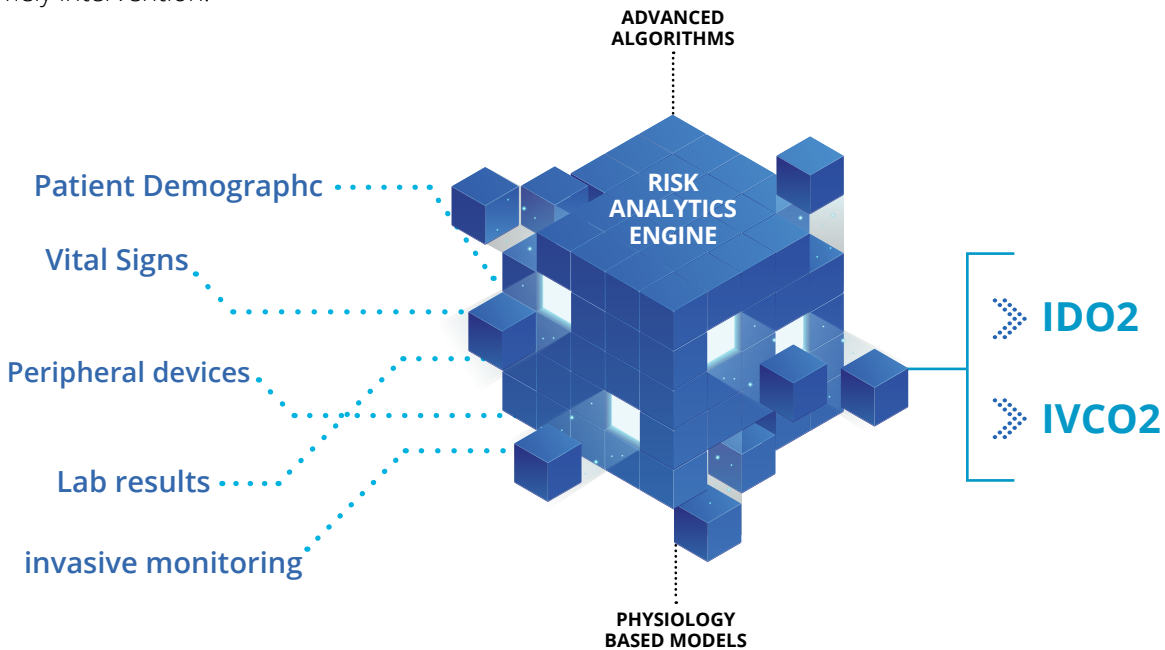 intervention.
ADVANCED
ALGORITHMS
RISK
ANALYTICS
ENGINE
Patient Demographc
Vital Signs
Peripheral devices
Lab results
invasive monitoring
IDO2
IVCO2
PHYSIOLOGY
BASED MODELS